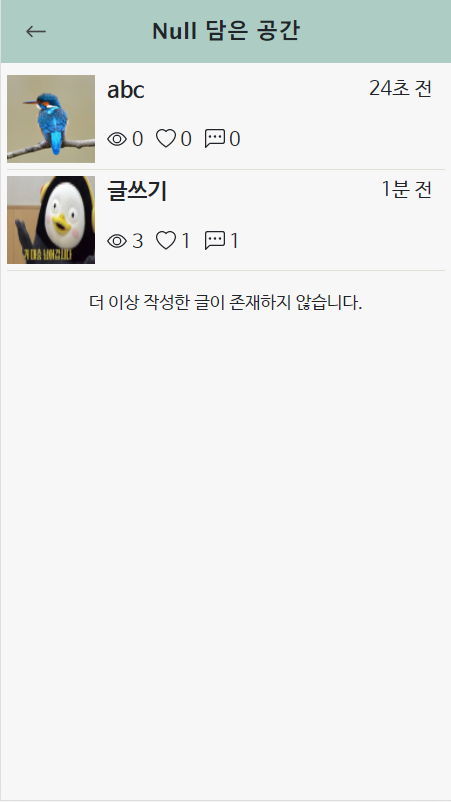 Null 담은 공간
abc 24초 전
0 0 0
글쓰기 1분 전
3 1 1
더 이상 작성한 글이 존재하지 않습니다.